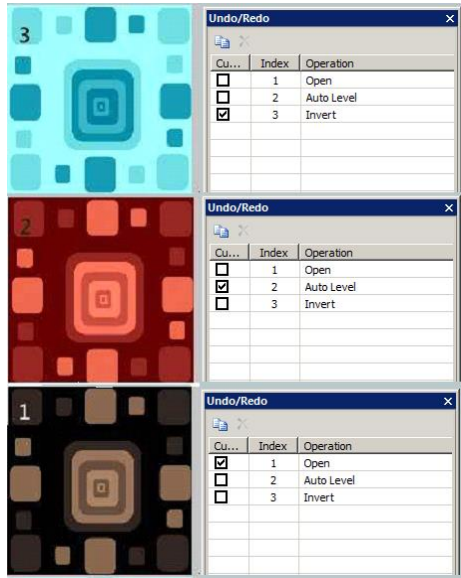 3
Undo/Redo
Cu... Index Operation
1 Open
2 Auto Level
3 Invert
2
Undo/Redo
Cu... Index Operation
1 Open
2 Auto Level
3 Invert
1
Undo/Redo
Cu... Index Operation
1 Open
2 Auto Level
3 Invert